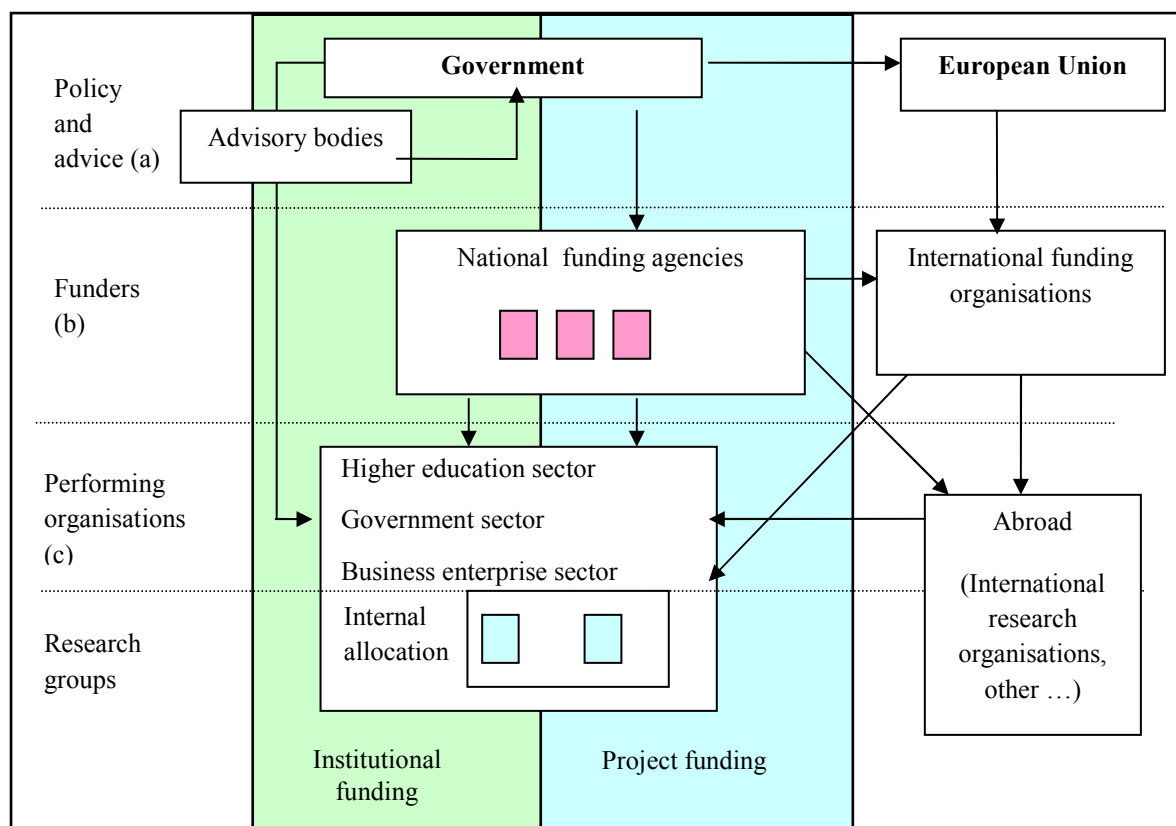 Government
European Union
Policy
and
advice (a)
Advisory bodies
National funding agencies
International funding
organisations
Funders
(b)
Higher education sector
Performing
organisations
(c)
Government sector
Abroad
Business enterprise sector
(International
research
organisations,
other …)
Internal
allocation
Research
groups
Institutional
funding
Project funding